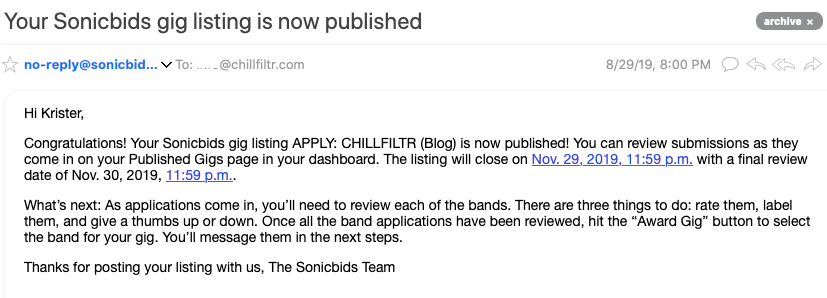 Your Sonicbids gig listing is now published
archive ×
no-reply@sonicbid... To: @chillfiltr.com 8/29/19, 8:00 PM
Hi Krister,
Congratulations! Your Sonicbids gig listing APPLY: CHILLFILTR (Blog) is now published! You can review submissions as they
come in on your Published Gigs page in your dashboard. The listing will close on Nov. 29, 2019, 11:59 p.m. with a final review
date of Nov. 30, 2019, 11:59 p.m..
What's next: As applications come in, you'll need to review each of the bands. There are three things to do: rate them, label
them, and give a thumbs up or down. Once all the band applications have been reviewed, hit the “Award Gig” button to select
the band for your gig. You'll message them in the next steps.
Thanks for posting your listing with us, The Sonicbids Team